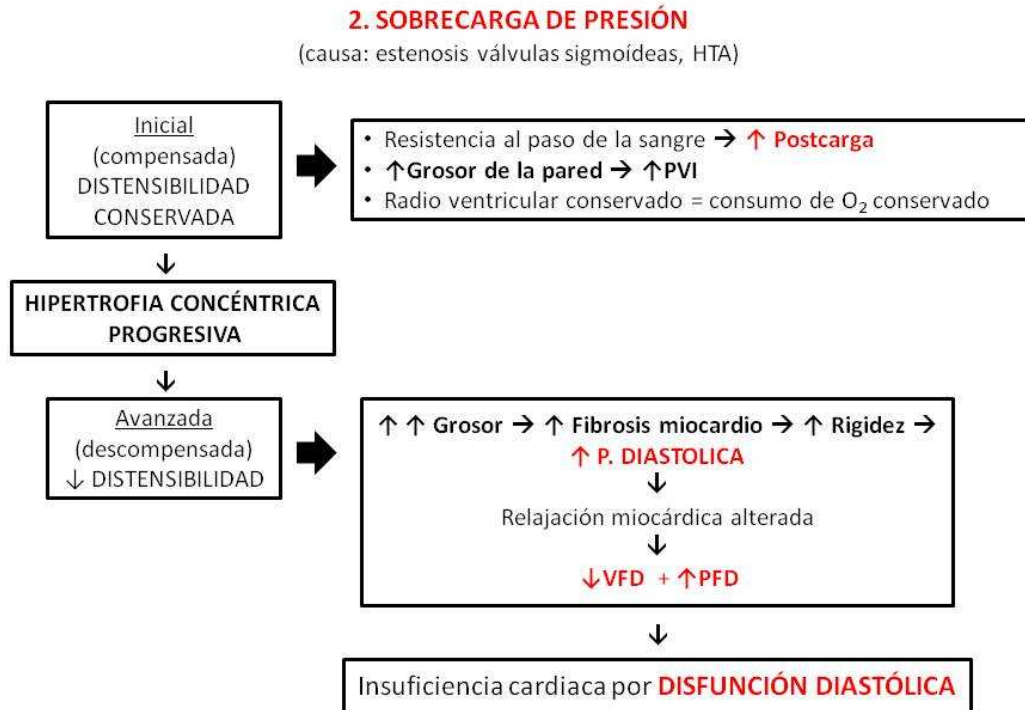 2. SOBRECARGA DE PRESIÓN
(causa: estenosis válvulas sigmoídeas, HTA)
Inicial
(compensada)
DISTENSIBILIDAD
CONSERVADA
• Resistencia al paso de la sangre → ↑ Postcarga
• ↑Grosor de la pared → ↑PVI
• Radio ventricular conservado = consumo de O₂ conservado
↓
HIPERTROFIA CONCÉNTRICA
PROGRESIVA
↓
Avanzada
(descompensada)
↓ DISTENSIBILIDAD
↑ ↑ Grosor → ↑ Fibrosis miocardio → ↑ Rigidez →
↑ P. DIASTOLICA
↓
Relajación miocárdica alterada
↓
↓VFD + ↑PFD
↓
Insuficiencia cardiaca por DISFUNCIÓN DIASTÓLICA